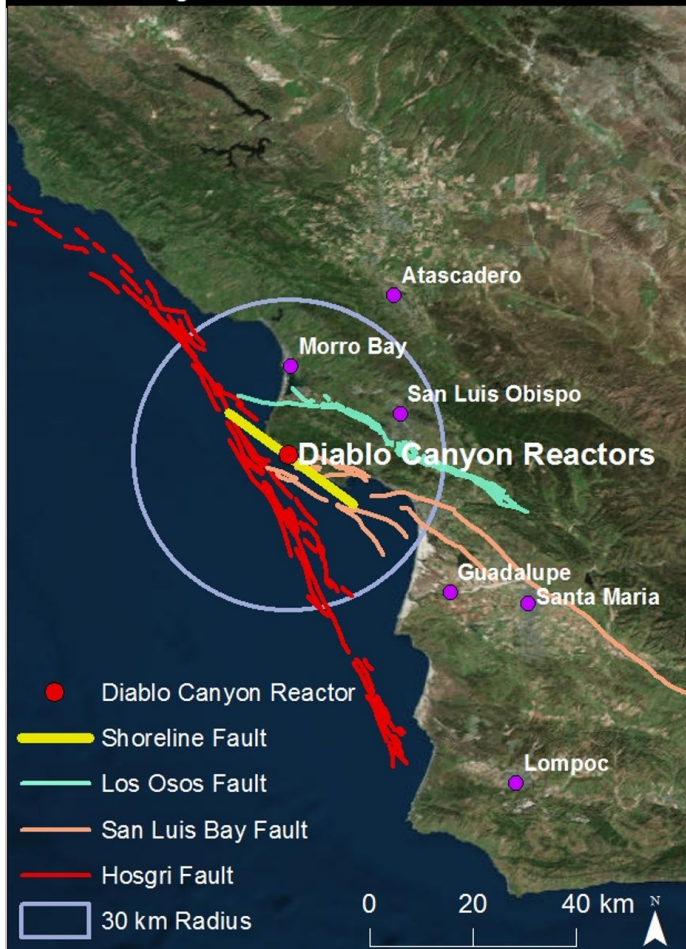 Atascadero
Morro Bay
San Luis Obispo
Diablo Canyon Reactors
Guadalupe
Santa Maria
Diablo Canyon Reactor
Shoreline Fault
Los Osos Fault
Lompoc
San Luis Bay Fault
Hosgri Fault
30 km Radius
0 20 40 km
N